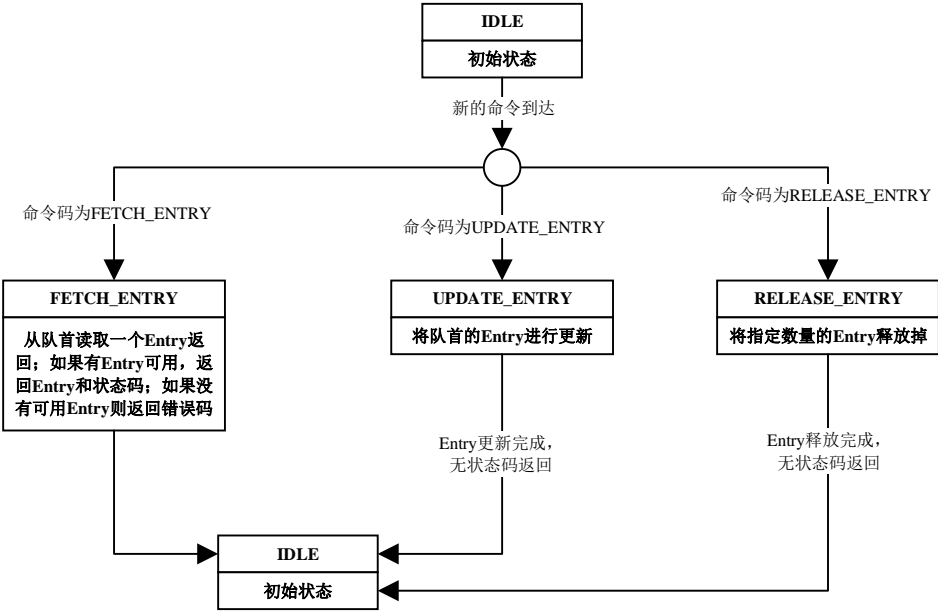 IDLE
初始状态
新的命令到达
命令码为FETCH_ENTRY
命令码为UPDATE_ENTRY
命令码为RELEASE_ENTRY
FETCH_ENTRY
从队首读取一个Entry返
回；如果有Entry可用，返
回Entry和状态码；如果没
有可用Entry则返回错误码
UPDATE_ENTRY
将队首的Entry进行更新
RELEASE_ENTRY
将指定数量的Entry释放掉
Entry更新完成，
无状态码返回
Entry释放完成，
无状态码返回
IDLE
初始状态